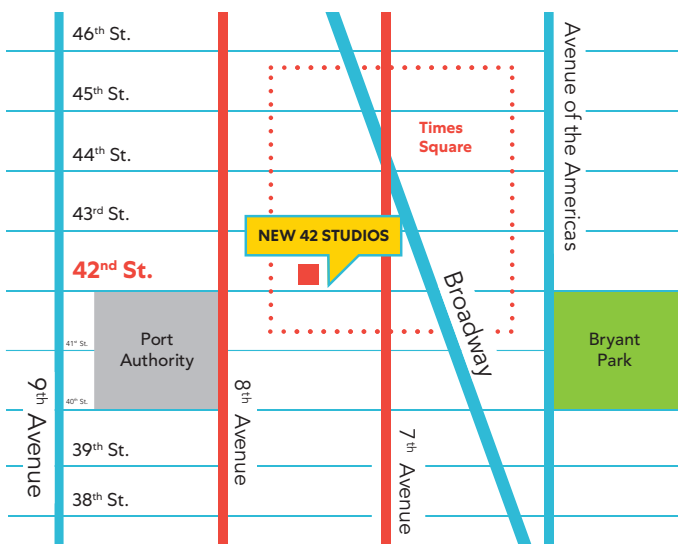 46th St.
45th St.
44th St.
43rd St.
42nd St.
41st St.
40th St.
39th St.
38th St.
Times
Square
NEW 42 STUDIOS
Port
Authority
Bryant
Park
9th Avenue
8th Avenue
7th Avenue
Broadway
Avenue of the Americas